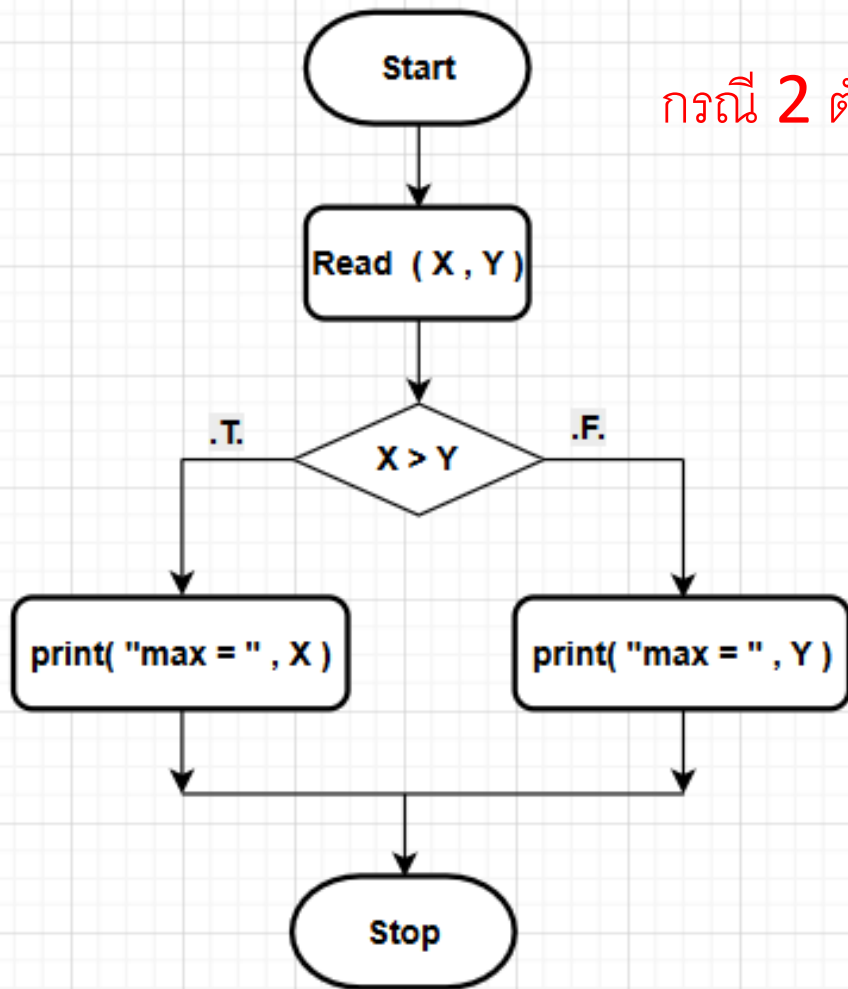 Start
กรณี 2
Read ( X , Y )
.T.
.F.
X > Y
print( "max = " , X )
print( "max = " , Y )
Stop